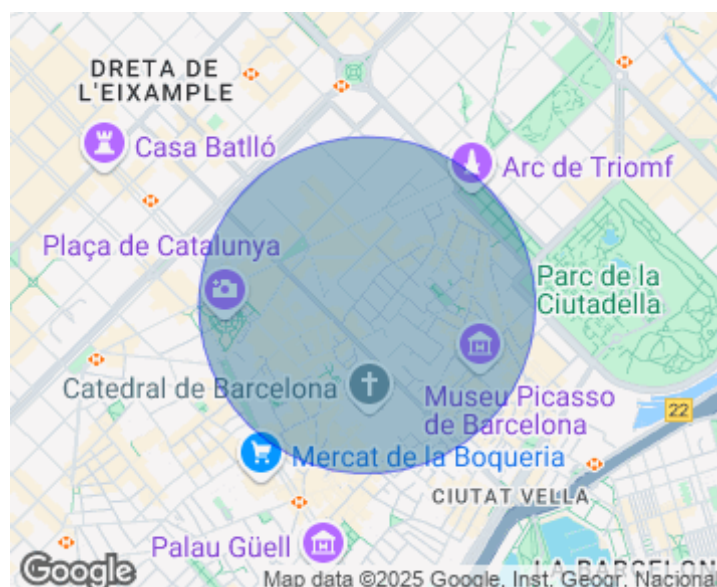 DRETA DE
L'EIXAMPLE
Casa Batlló
Arc de Triomf
Plaça de Catalunya
Parc de la
Ciutadella
Catedral de Barcelona
Museu Picasso
de Barcelona
22
Mercat de la Boqueria
CIUTAT VELLA
Palau Güell
LA BARCELON
Google
Map data ©2025 Google, Inst. Geogr. Nacional